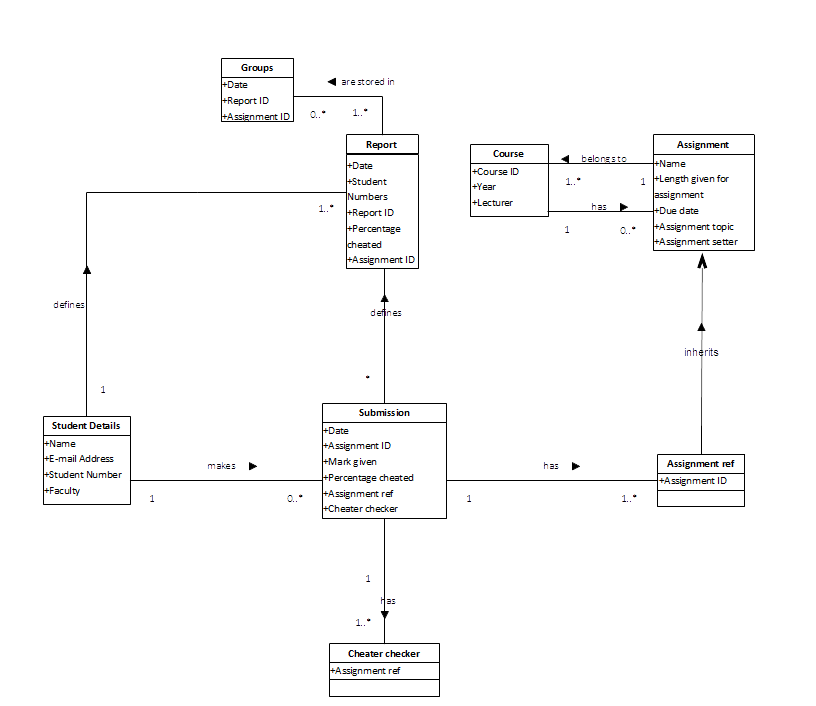 Groups
+Date
+Report ID
+Assignment ID
are stored in
0..*
1..*
Report
+Date
+Student
Numbers
+Report ID
+Percentage
cheated
+Assignment ID
1..*
Course
+Course ID
+Year
+Lecturer
belongs to
1..*
1
has
1
0..*
Assignment
+Name
+Length given for
assignment
+Due date
+Assignment topic
+Assignment setter
defines
1
defines
*
inherits
Student Details
+Name
+E-mail Address
+Student Number
+Faculty
makes
1
0..*
Submission
+Date
+Assignment ID
+Mark given
+Percentage cheated
+Assignment ref
+Cheater checker
has
1
1..*
Assignment ref
+Assignment ID
1
has
1..*
Cheater checker
+Assignment ref